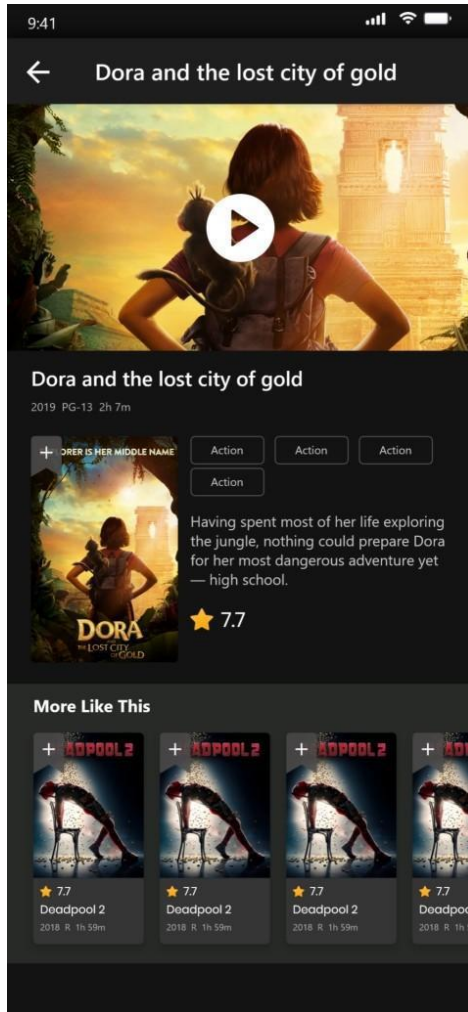 9:41
Dora and the lost city of gold
Dora and the lost city of gold
2019 PG-13 2h 7m
+ ORER IS HER MIDDLE NAME
Action Action Action
Action
Having spent most of her life exploring
the jungle, nothing could prepare Dora
for her most dangerous adventure yet
— high school.
7.7
DORA
AND
THE LOST CITY
OF GOLD
More Like This
+ ADPOOL 2 + ADPOOL 2 + ADPOOL 2 + AD
7.7 7.7 7.7 7.7
Deadpool 2 Deadpool 2 Deadpool 2 Deadpoo
2018 R 1h 59m 2018 R 1h 59m 2018 R 1h 59m 2018 R 1h